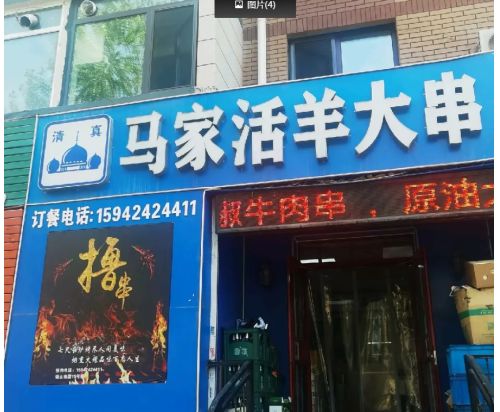 图片(4)
清真
马家活羊大串
订餐电话:15942424411
叔牛肉串，原油
撸串